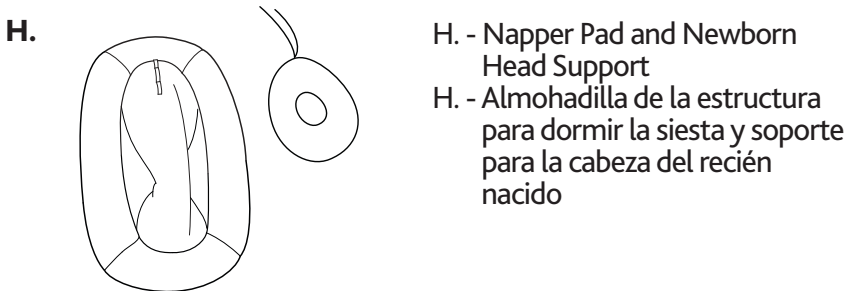 H.
H. - Napper Pad and Newborn
Head Support
H. - Almohadilla de la estructura
para dormir la siesta y soporte
para la cabeza del recién
nacido